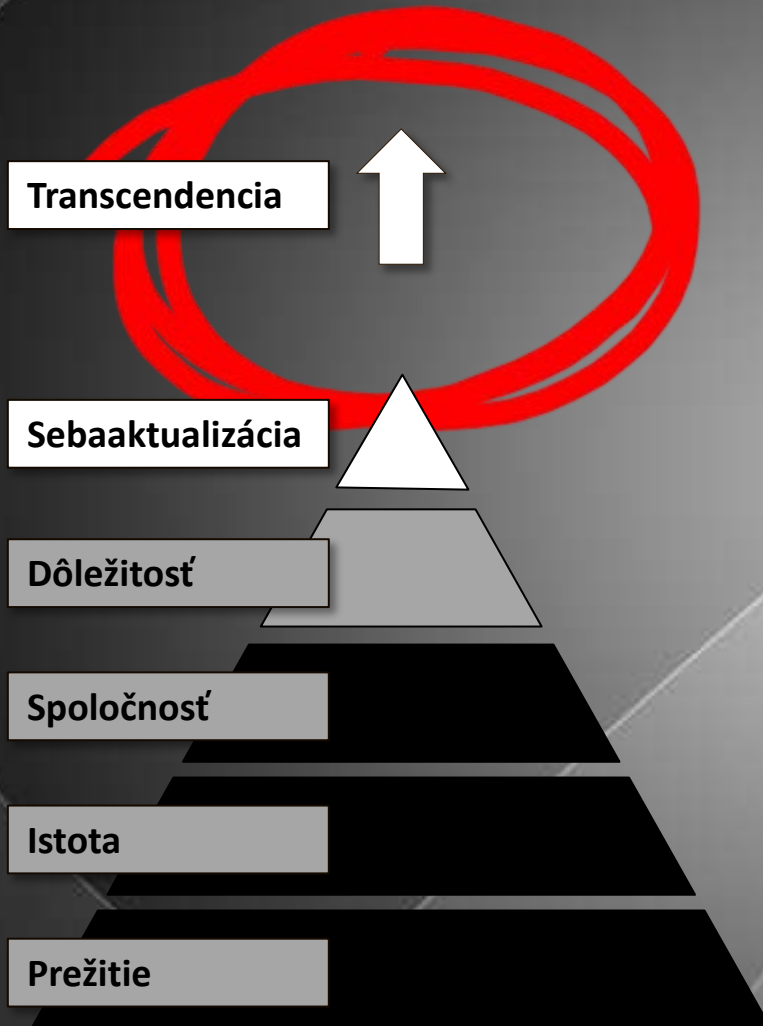 Transcendencia
Sebaaktualizácia
Dôležitosť
Spoločnosť
Istota
Prežitie